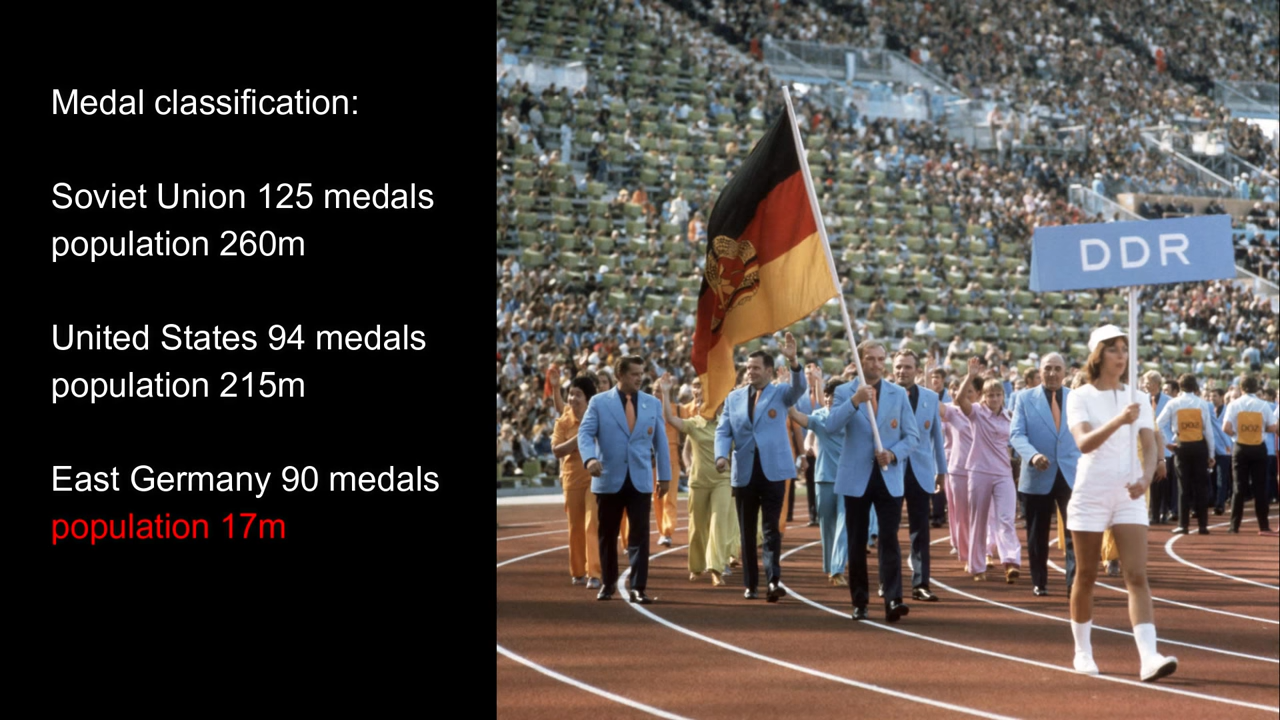 Medal classification:
Soviet Union 125 medals
population 260m
United States 94 medals
population 215m
East Germany 90 medals
population 17m
DDR